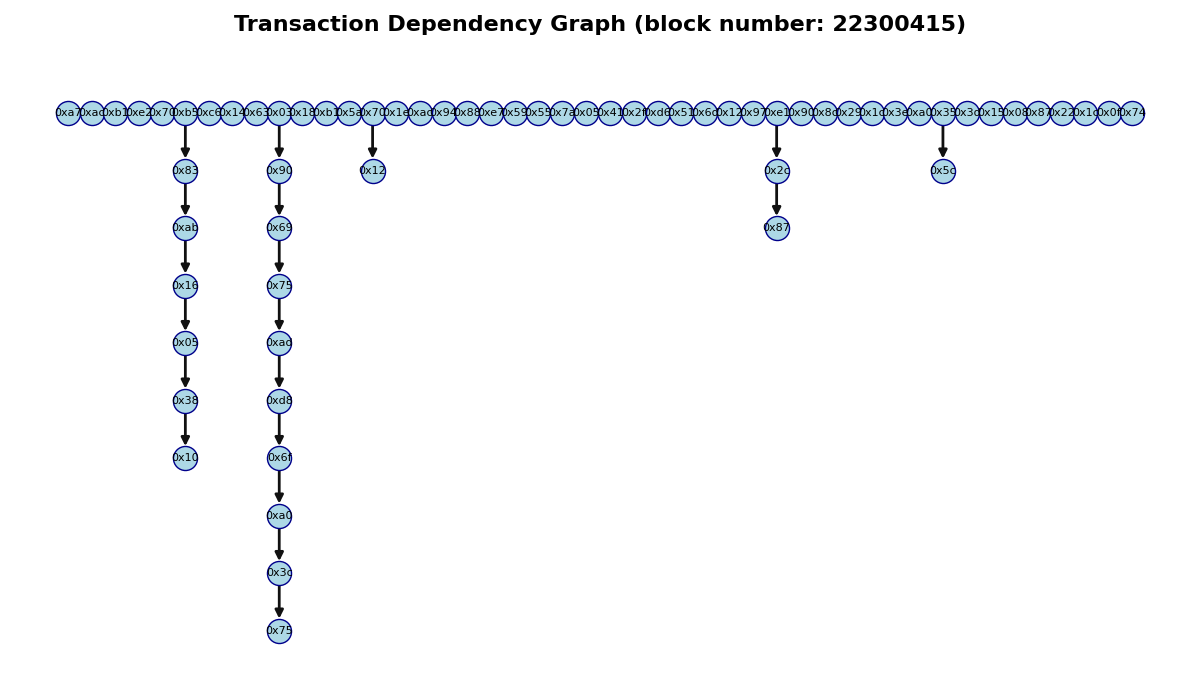 Transaction Dependency Graph (block number: 22300415)
0xa7 0xac 0xb1 0xe2 0x70 0xb5 0xc6 0x14 0x63 0x03 0x18 0xb1 0x5a 0x70 0x1e 0xad 0x94 0x88 0xe7 0x59 0x55 0x7a 0x05 0x41 0x2f 0xd6 0x51 0x6d 0x12 0x97 0xe1 0x90 0x8d 0x29 0x1d 0x3e 0xa0 0x35 0x3d 0x15 0x08 0x87 0x22 0x1c 0x0f 0x74
0x83 0x90 0x12 0x2c 0x5c
0xab 0x69 0x87
0x16 0x75
0x05 0xad
0x38 0xd8
0x10 0x6f
0xa0
0x3c
0x75